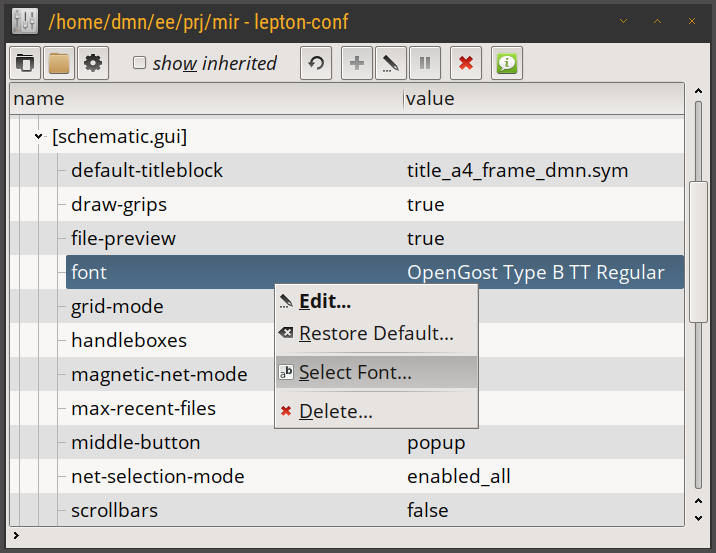 /home/dmn/ee/prj/mir - lepton-conf
show inherited
name value
[schematic.gui]
default-titleblock title_a4_frame_dmn.sym
draw-grips true
file-preview true
font OpenGost Type B TT Regular
grid-mode
Edit...
handleboxes
Restore Default...
magnetic-net-mode
Select Font...
max-recent-files
Delete...
middle-button popup
net-selection-mode enabled_all
scrollbars false